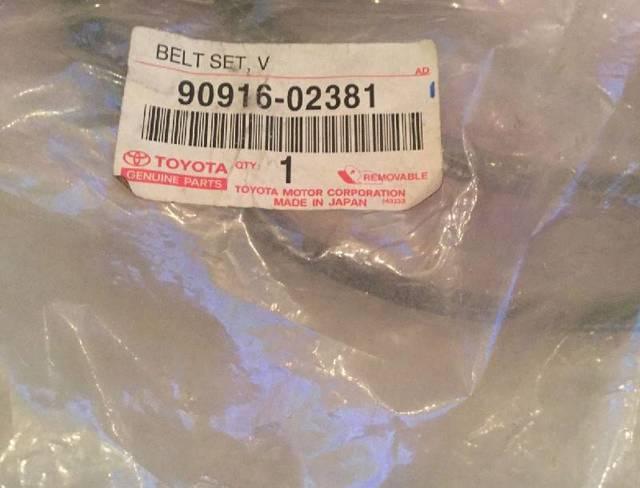 BELT SET, V
AD
90916-02381
TOYOTA QTY. 1
GENUINE PARTS
REMOVABLE
TOYOTA MOTOR CORPORATION
MADE IN JAPAN